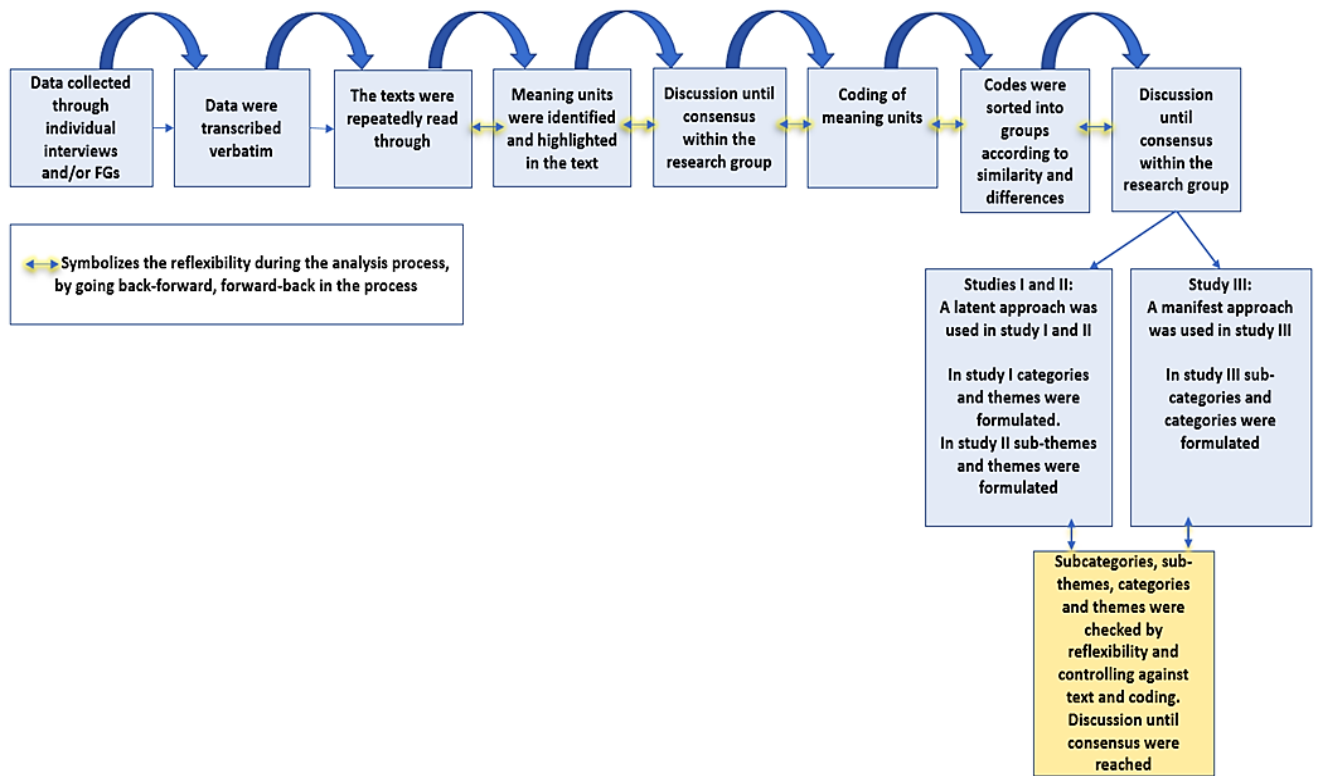 Data collected
through
individual
interviews
and/or FGs
Data were
transcribed
verbatim
The texts were
repeatedly read
through
Meaning units
were identified
and highlighted
in the text
Discussion until
consensus
within the
research group
Coding of
meaning units
Codes were
sorted into
groups
according to
similarity and
differences
Discussion
until
consensus
within the
research group
Symbolizes the reflexibility during the analysis process,
by going back-forward, forward-back in the process
Studies I and II:
A latent approach was
used in study I and II
In study I categories
and themes were
formulated.
In study II sub-themes
and themes were
formulated
Study III:
A manifest approach
was used in study III
In study III sub-
categories and
categories were
formulated
Subcategories, sub-
themes, categories
and themes were
checked by
reflexibility and
controlling against
text and coding.
Discussion until
consensus were
reached